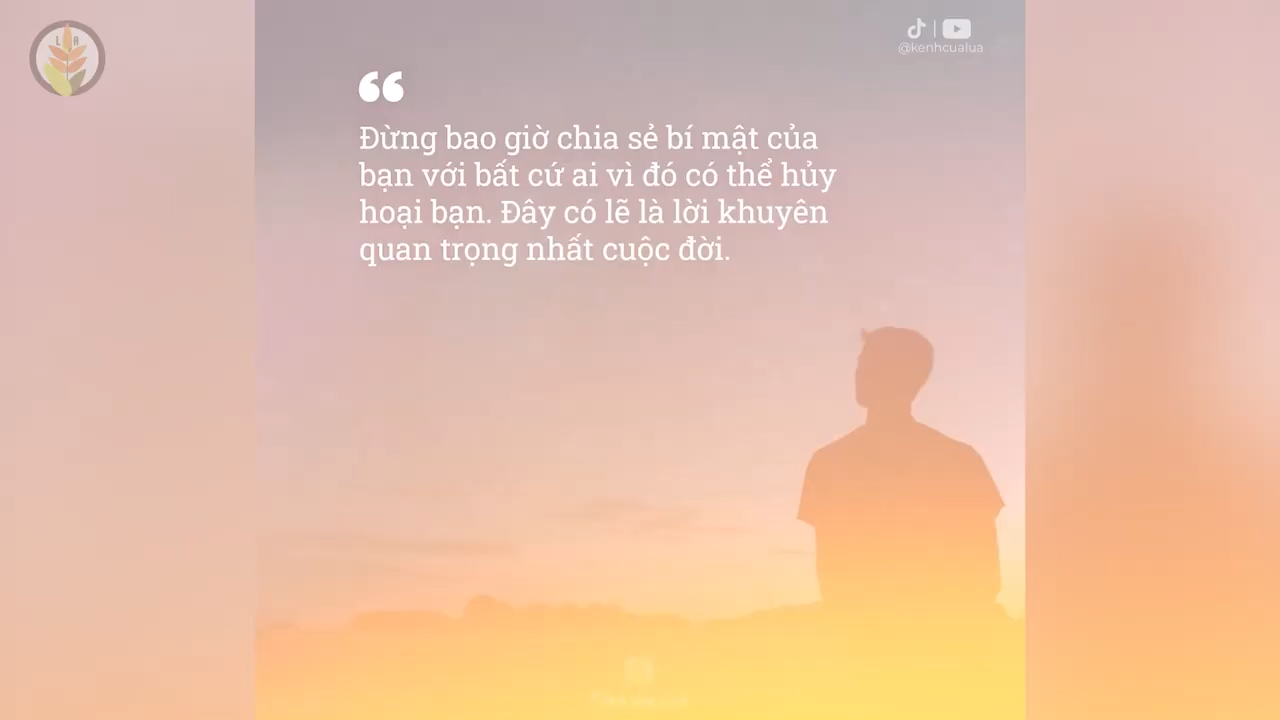 L A
@kenhcualua
Đừng bao giờ chia sẻ bí mật của
bạn với bất cứ ai vì đó có thể hủy
hoại bạn. Đây có lẽ là lời khuyên
quan trọng nhất cuộc đời.